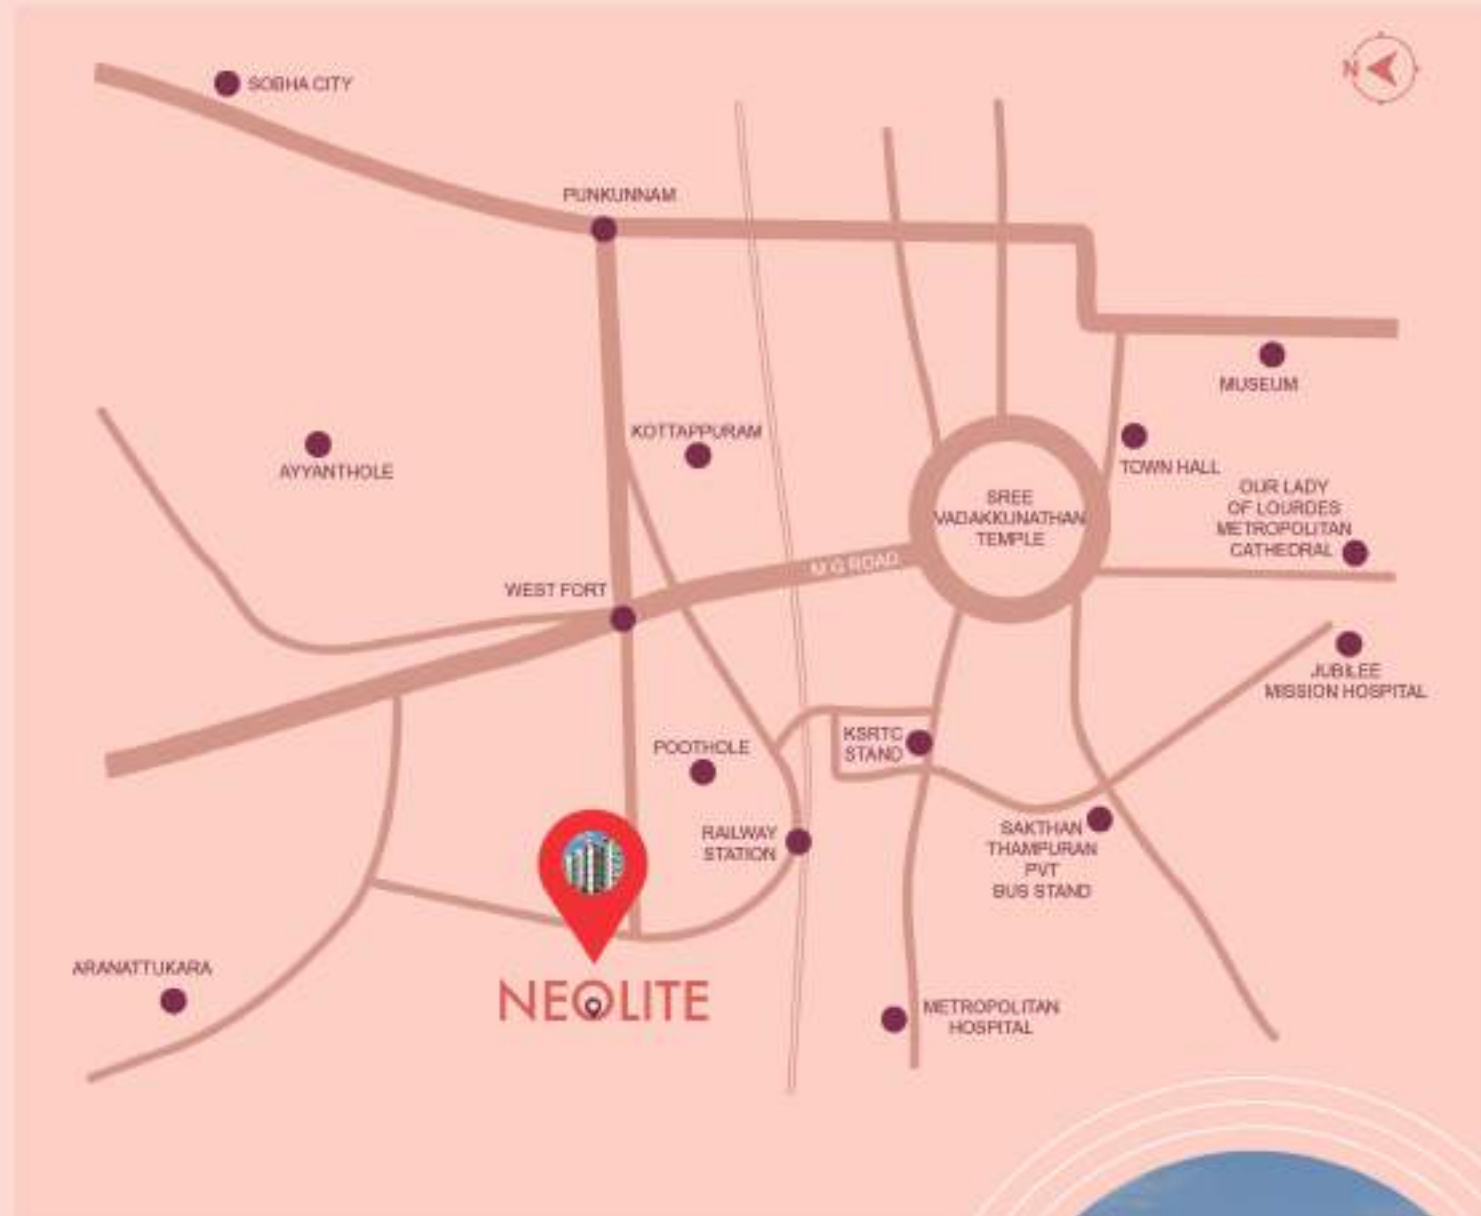 SOBHA CITY
N
PUNKUNNAM
MUSEUM
KOTTAPPURAM
AYYANTHOLE
TOWN HALL
OUR LADY
OF LOURDES
METROPOLITAN
CATHEDRAL
SREE
VADAKKUNATHAN
TEMPLE
M G ROAD
WEST FORT
JUBILEE
MISSION HOSPITAL
KSRTC
STAND
POOTHOLE
RAILWAY
STATION
SAKTHAN
THAMPURAN
PVT
BUS STAND
ARANATTUKARA
NEOLITE
METROPOLITAN
HOSPITAL